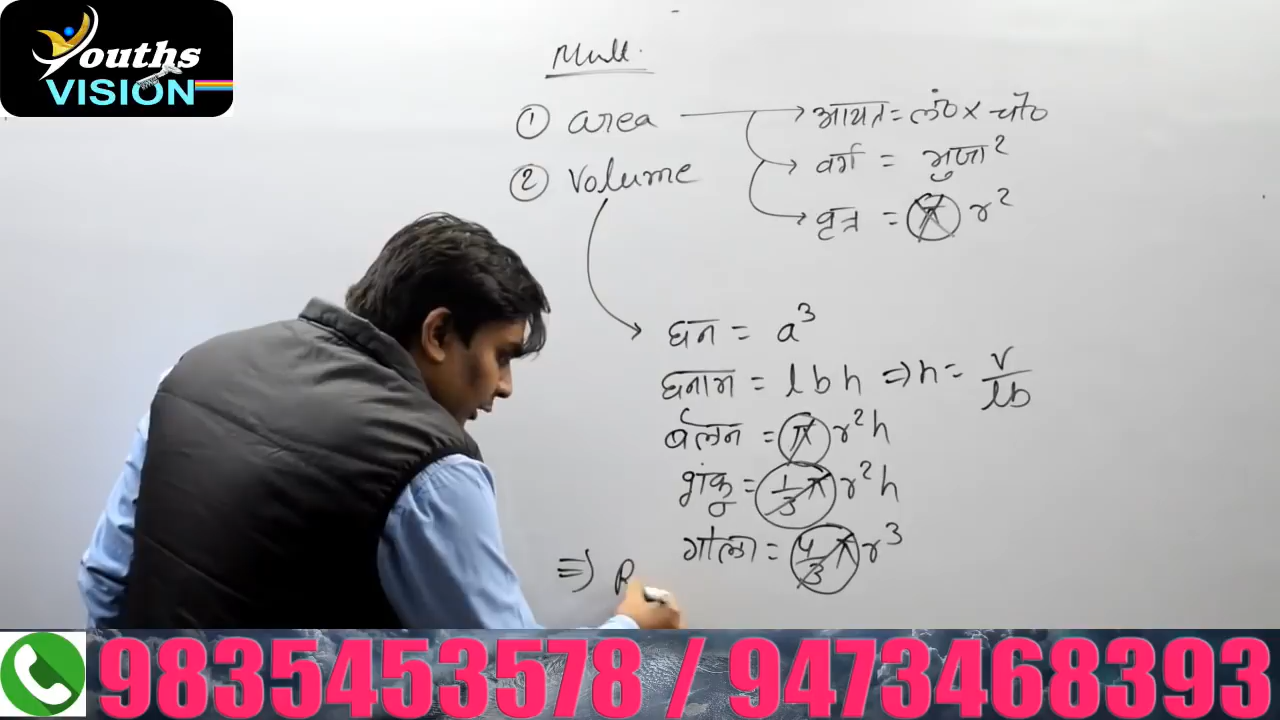 Youths
VISION
Mull.
① area → आयत = लं० × चौ०
→ वर्ग = भुजा²
→ वृत्त = π r²
② Volume
घन = a³
घनाभ = l b h ⇒ h = V/lb
बेलन = π r² h
शंकु = 1/3 π r² h
गोला = 4/3 π r³
⇒ R
9835453578 / 9473468393